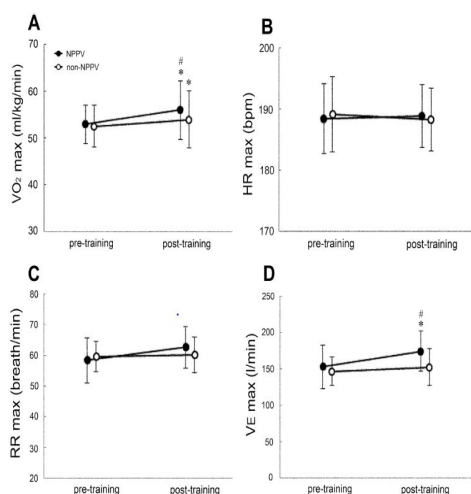 A
B
70
200
NPPV
non-NPPV
#
* *
60
50
190
40
180
30
170
VO2 max (ml/kg/min)
HR max (bpm)
pre-training post-training
pre-training post-training
C
D
80
250
70
200
#
*
60
150
50
100
40
50
30
20
0
RR max (breath/min)
VE max (l/min)
pre-training post-training
pre-training post-training